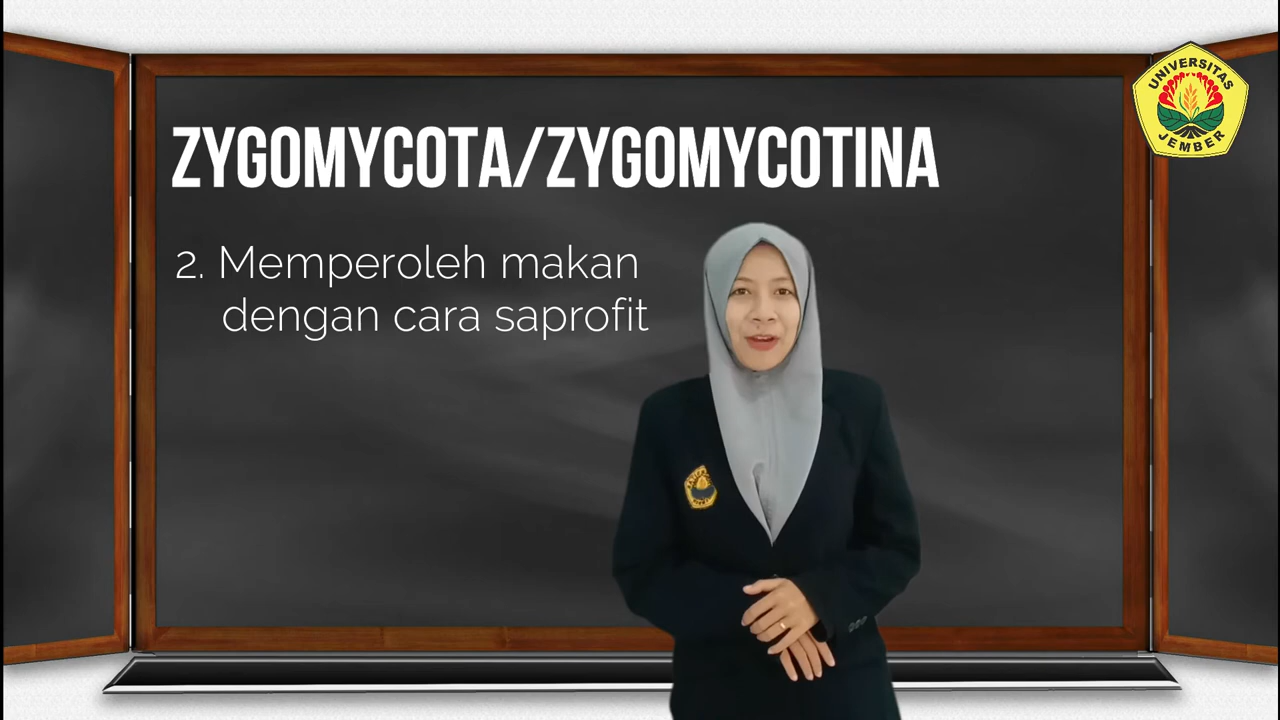 ZYGOMYCOTA/ZYGOMYCOTINA
UNIVERSITAS
JEMBER
2. Memperoleh makan
dengan cara saprofit